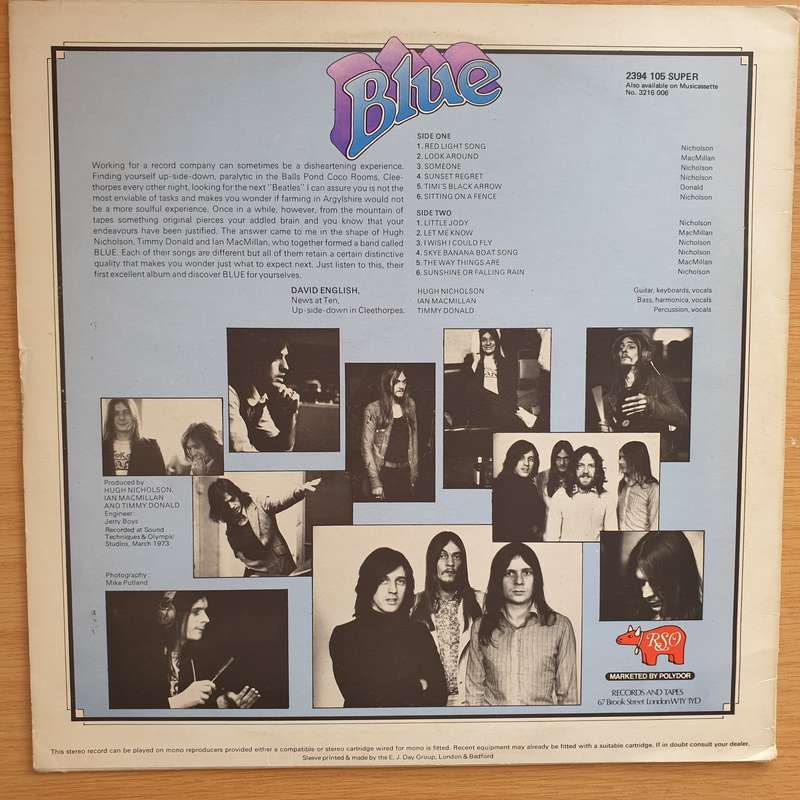 Blue
2394 105 SUPER
Also available on Musicassette
No. 3216 006
Working for a record company can sometimes be a disheartening experience.
Finding yourself up-side-down, paralytic in the Balls Pond Coco Rooms, Clee-
thorpes every other night, looking for the next "Beatles" I can assure you is not the
most enviable of tasks and makes you wonder if farming in Argylshire would not
be a more soulful experience. Once in a while, however, from the mountain of
tapes something original pierces your addled brain and you know that your
endeavours have been justified. The answer came to me in the shape of Hugh
Nicholson, Timmy Donald and Ian MacMillan, who together formed a band called
BLUE. Each of their songs are different but all of them retain a certain distinctive
quality that makes you wonder just what to expect next. Just listen to this, their
first excellent album and discover BLUE for yourselves.
DAVID ENGLISH,
News at Ten,
Up-side-down in Cleethorpes.
SIDE ONE
1. RED LIGHT SONG Nicholson
2. LOOK AROUND MacMillan
3. SOMEONE Nicholson
4. SUNSET REGRET Nicholson
5. TIMI'S BLACK ARROW Donald
6. SITTING ON A FENCE Nicholson
SIDE TWO
1. LITTLE JODY Nicholson
2. LET ME KNOW MacMillan
3. I WISH I COULD FLY Nicholson
4. SKYE BANANA BOAT SONG Nicholson
5. THE WAY THINGS ARE MacMillan
6. SUNSHINE OR FALLING RAIN Nicholson
HUGH NICHOLSON Guitar, keyboards, vocals
IAN MACMILLAN Bass, harmonica, vocals
TIMMY DONALD Percussion, vocals
Produced by
HUGH NICHOLSON,
IAN MACMILLAN
AND TIMMY DONALD
Engineer:
Jerry Boys
Recorded at Sound
Techniques & Olympic
Studios, March 1973
Photography:
Mike Putland
RSO
MARKETED BY POLYDOR
RECORDS AND TAPES
67 Brook Street London W1Y 1YD
This stereo record can be played on mono reproducers provided either a compatible or stereo cartridge wired for mono is fitted. Recent equipment may already be fitted with a suitable cartridge. If in doubt consult your dealer.
Sleeve printed & made by the E. J. Day Group, London & Bedford